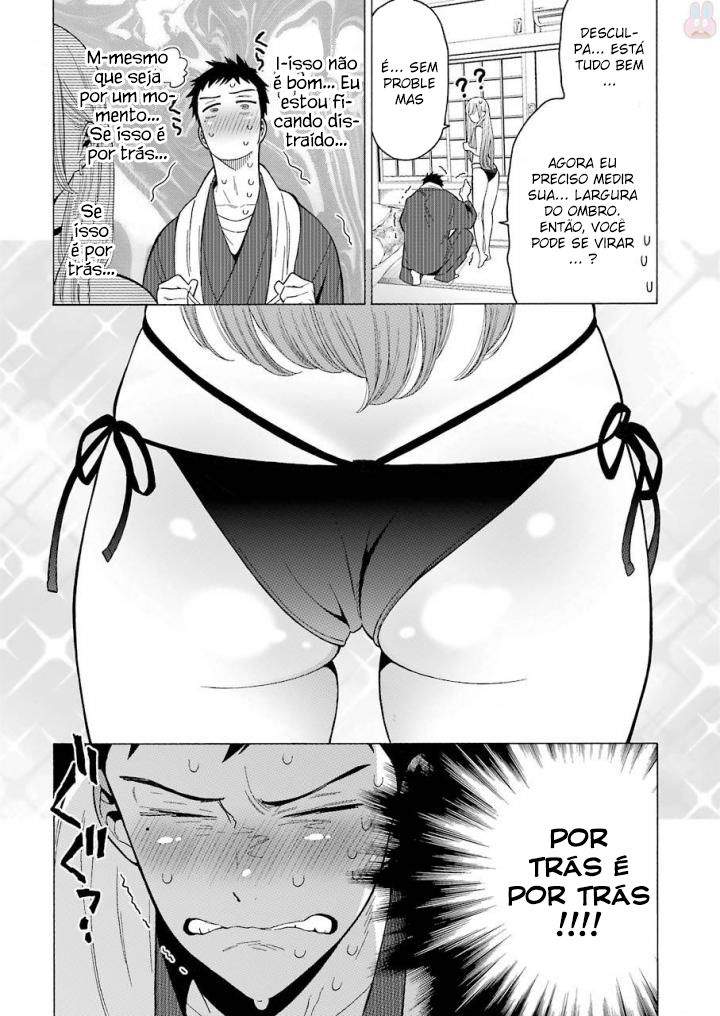 DESCUL-
PA... ESTÁ
TUDO BEM
...
É... SEM
PROBLE
MAS
? ?
AGORA EU
PRECISO MEDIR
SUA... LARGURA
DO OMBRO.
ENTÃO, VOCÊ
PODE SE VIRAR
... ?
I-isso não
é bom... Eu
estou fi-
cando dis-
traído...
M-mesmo
que seja
por um mo-
mento...
Se isso é
por trás...
Se
isso é
por
trás...
POR
TRÁS É
POR TRÁS
!!!!